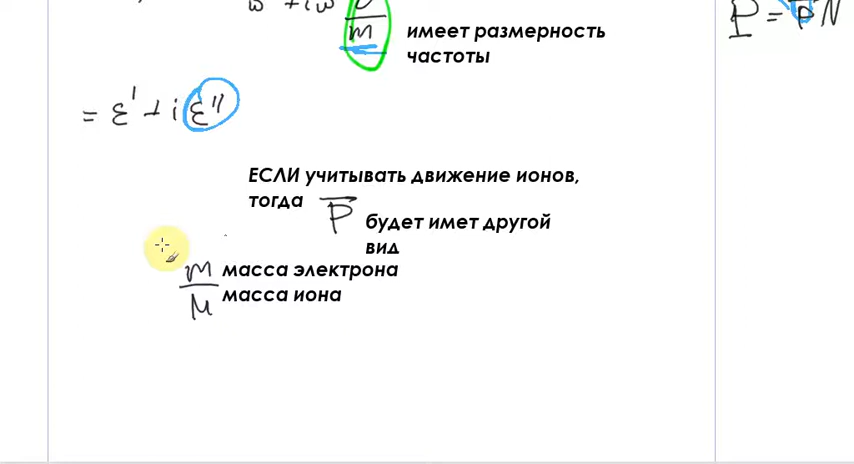 m
имеет размерность
частоты
P = P N
= ε' + i ε''
ЕСЛИ учитывать движение ионов,
тогда P будет имет другой
вид
m масса электрона
M масса иона